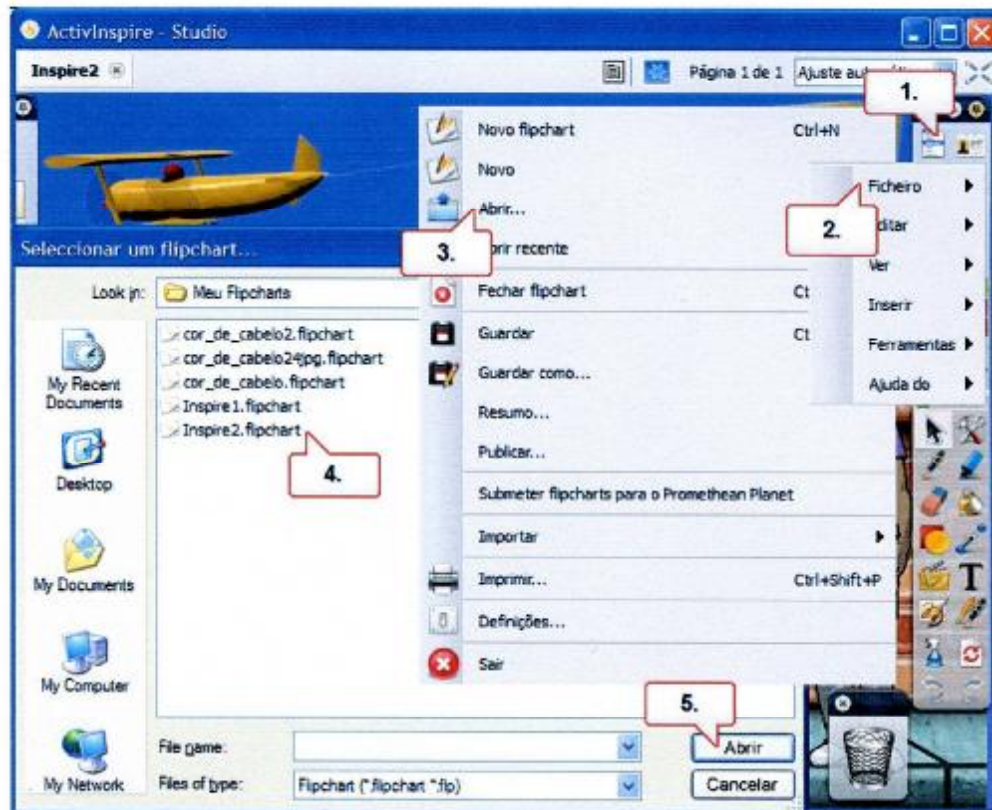 ActivInspire - Studio
Inspire2
Página 1 de 1
1.
Novo flipchart Ctrl+N
Novo
Abrir...
3.
Fechar flipchart
Guardar
Guardar como...
Resumo...
Publicar...
Submeter flipcharts para o Promethean Planet
Importar
Imprimir... Ctrl+Shift+P
Definições...
Sair
Ficheiro
2.
Ver
Inserir
Ferramentas
Ajuda do
Seleccionar um flipchart...
Look in: Meu Flipcharts
My Recent
Documents
Desktop
My Documents
My Computer
My Network
cor_de_cabelo2.flipchart
cor_de_cabelo24jpg.flipchart
cor_de_cabelo.flipchart
Inspire1.flipchart
Inspire2.flipchart
4.
5.
File name:
Abrir
Files of type: Flipchart (*.flipchart *.flp)
Cancelar
T